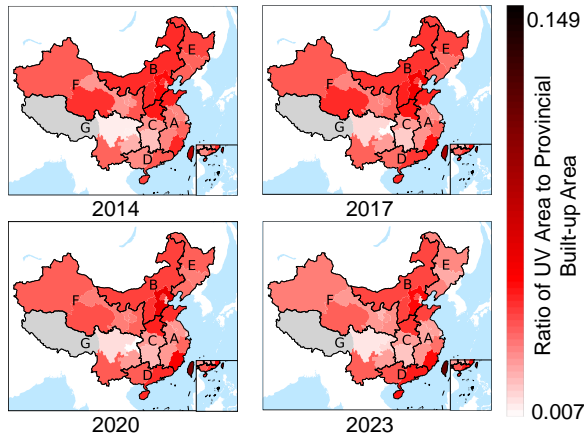 E
B
F
A
C
G
D
2014
E
B
F
A
C
G
D
2017
E
B
F
A
C
G
D
2020
E
B
F
A
C
G
D
2023
0.149
Ratio of UV Area to Provincial
Built-up Area
0.007